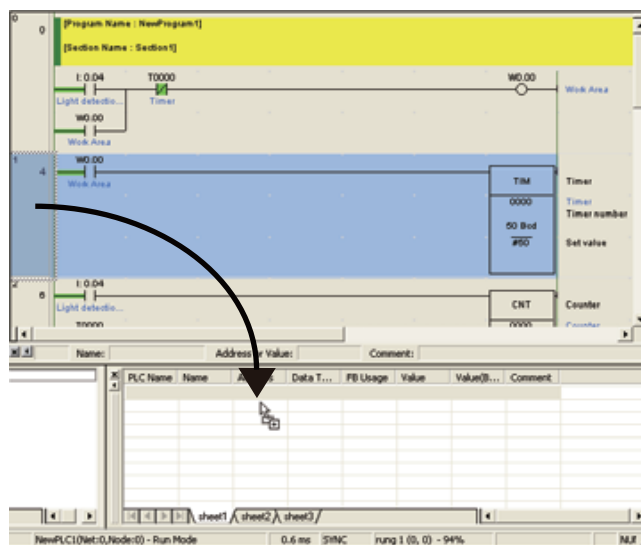 0
0
[Program Name : NewProgram1]
[Section Name : Section1]
I: 0.04 T0000 W0.00
Work Area
Light detectio... Timer
W0.00
Work Area
1
4
W0.00
Work Area
TIM Timer
0000 Timer
Timer number
50 Bcd
#50 Set value
2
6
I: 0.04
Light detectio...
CNT Counter
T0000 0000 Counter
Name: Address or Value: Comment:
PLC Name Name Data T... FB Usage Value Value(B... Comment
sheet1 sheet2 sheet3
NewPLC1(Net:0,Node:0) - Run Mode 0.6 ms SYNC rung 1 (0, 0) - 94%